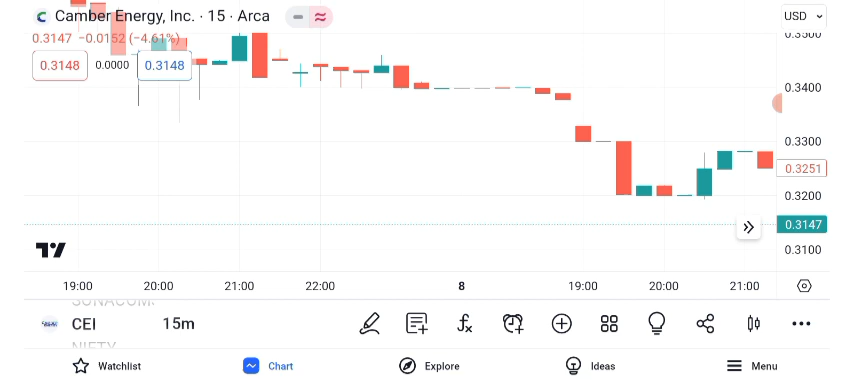 Camber Energy, Inc. · 15 · Arca
USD
0.3147 −0.0152 (−4.61%)
0.3500
0.3148 0.0000 0.3148
0.3400
0.3300
0.3251
0.3200
0.3147
0.3100
19:00 20:00 21:00 22:00 8 19:00 20:00 21:00
CEI 15m
NIFTY
Watchlist Chart Explore Ideas Menu